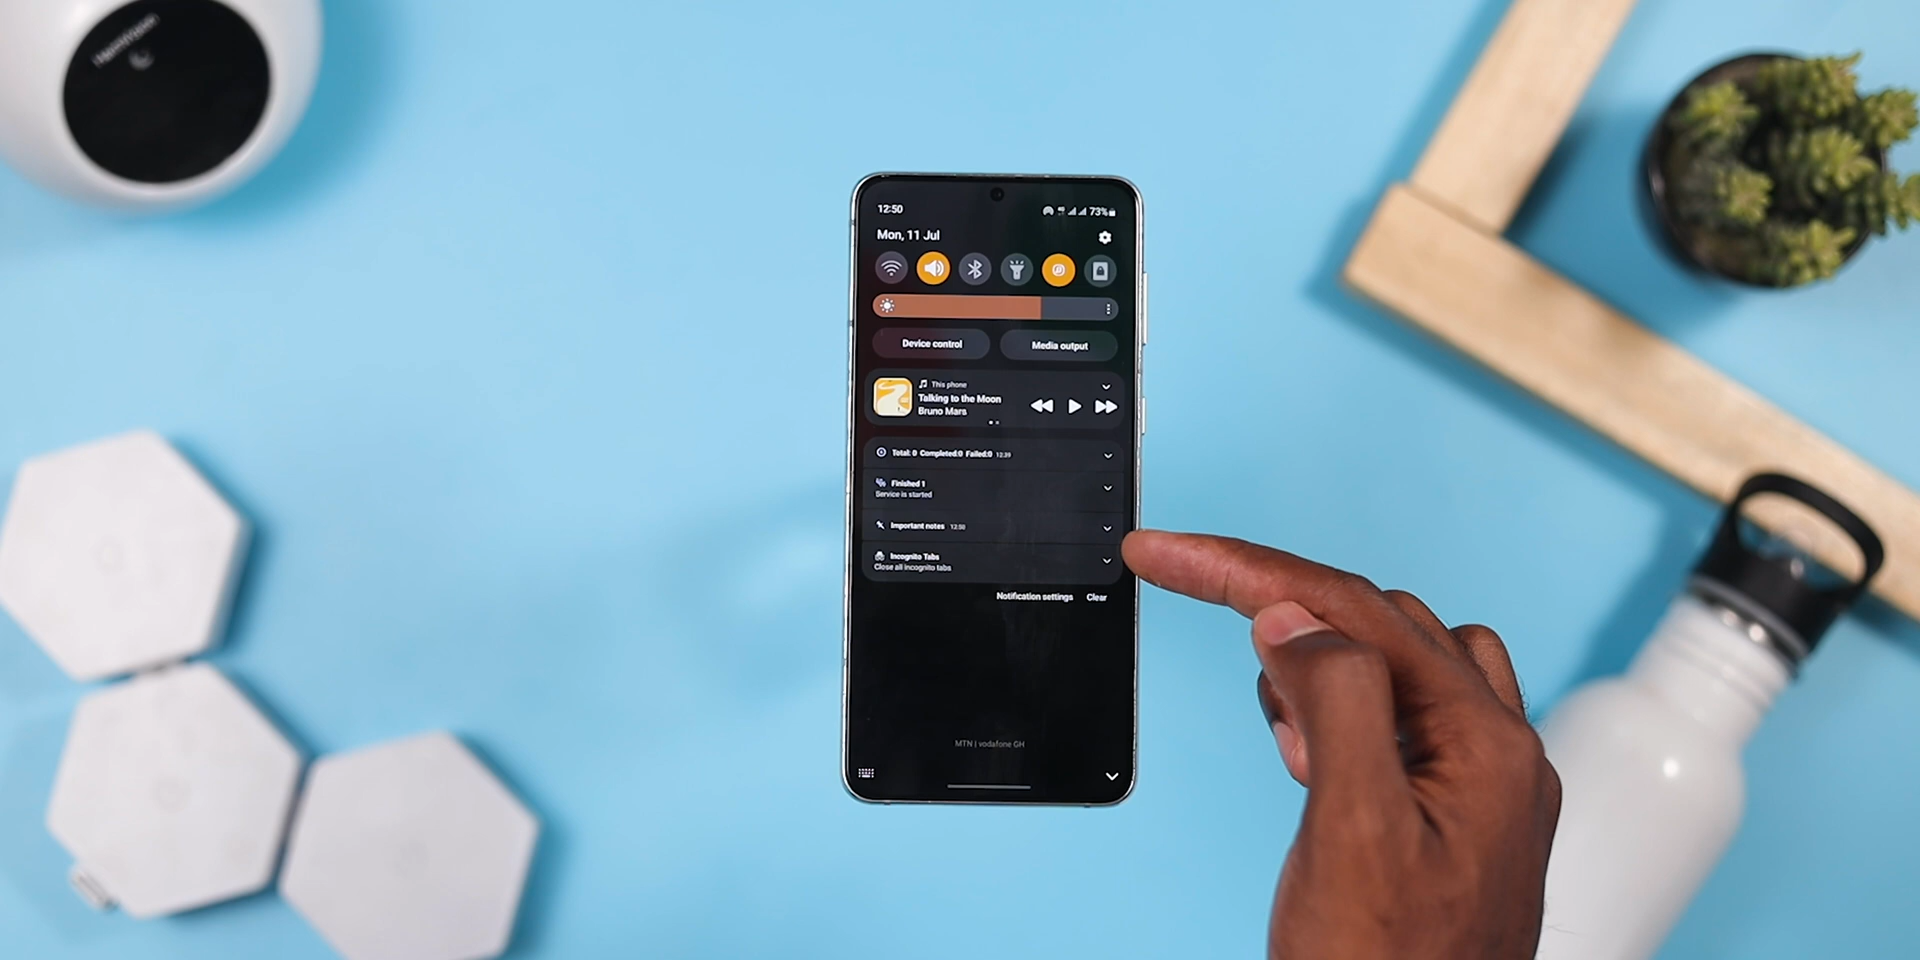 12:50
73%
Mon, 11 Jul
Device control
Media output
This phone
Talking to the Moon
Bruno Mars
Total: 0 Completed:0 Failed:0 12:39
Finished 1
Service is started
Important notes 12:50
Incognito Tabs
Close all incognito tabs
Notification settings
Clear
MTN | vodafone GH